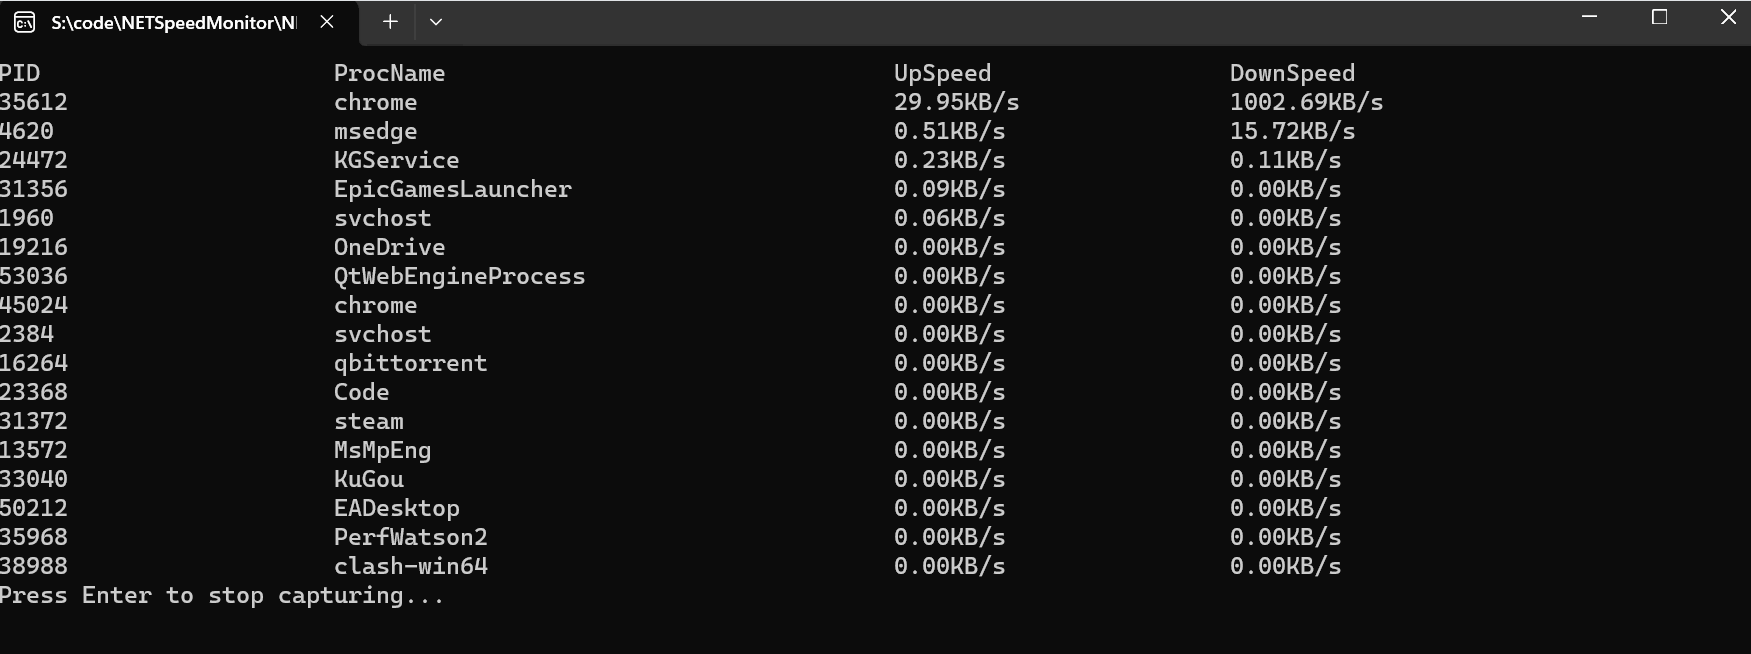 S:\code\NETSpeedMonitor\N
PID ProcName UpSpeed DownSpeed
35612 chrome 29.95KB/s 1002.69KB/s
4620 msedge 0.51KB/s 15.72KB/s
24472 KGService 0.23KB/s 0.11KB/s
31356 EpicGamesLauncher 0.09KB/s 0.00KB/s
1960 svchost 0.06KB/s 0.00KB/s
19216 OneDrive 0.00KB/s 0.00KB/s
53036 QtWebEngineProcess 0.00KB/s 0.00KB/s
45024 chrome 0.00KB/s 0.00KB/s
2384 svchost 0.00KB/s 0.00KB/s
16264 qbittorrent 0.00KB/s 0.00KB/s
23368 Code 0.00KB/s 0.00KB/s
31372 steam 0.00KB/s 0.00KB/s
13572 MsMpEng 0.00KB/s 0.00KB/s
33040 KuGou 0.00KB/s 0.00KB/s
50212 EADesktop 0.00KB/s 0.00KB/s
35968 PerfWatson2 0.00KB/s 0.00KB/s
38988 clash-win64 0.00KB/s 0.00KB/s
Press Enter to stop capturing...